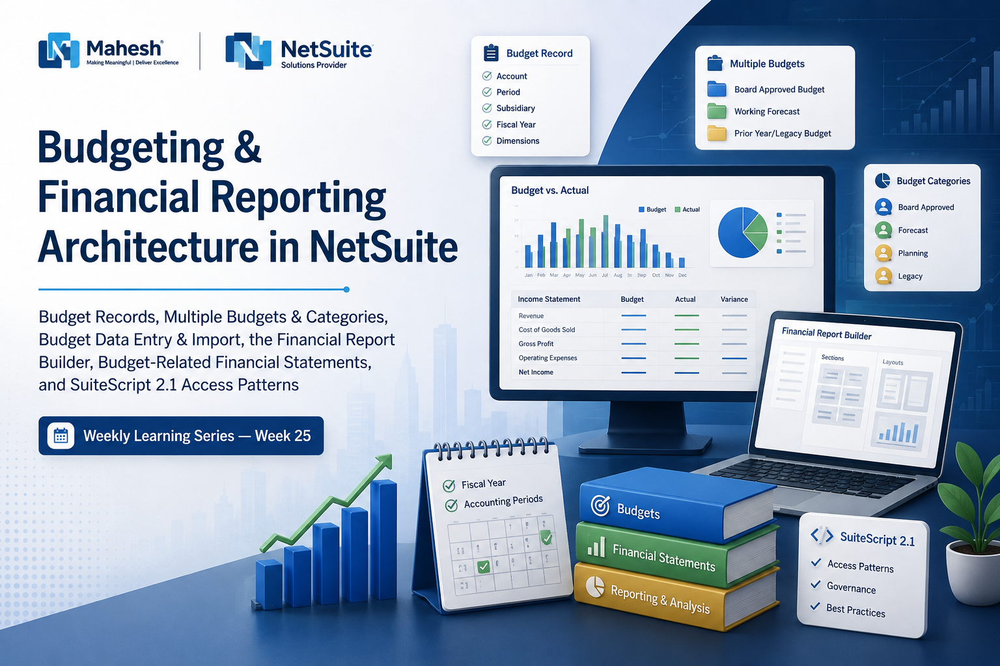 Mahesh®
Making Meaningful | Deliver Excellence
NetSuite
Solutions Provider
Budgeting &
Financial Reporting
Architecture in NetSuite
Budget Records, Multiple Budgets & Categories,
Budget Data Entry & Import, the Financial Report
Builder, Budget-Related Financial Statements,
and SuiteScript 2.1 Access Patterns
Weekly Learning Series — Week 25
Budget Record
Account
Period
Subsidiary
Fiscal Year
Dimensions
Multiple Budgets
Board Approved Budget
Working Forecast
Prior Year/Legacy Budget
Budget Categories
Board Approved
Forecast
Planning
Legacy
Budget vs. Actual
Budget Actual
Jan Feb Mar Apr May Jun Jul Aug Sep Oct Nov Dec
Income Statement Budget Actual Variance
Revenue
Cost of Goods Sold
Gross Profit
Operating Expenses
Net Income
Financial Report Builder
Sections
Layouts
Fiscal Year
Accounting Periods
Budgets
Financial Statements
Reporting & Analysis
SuiteScript 2.1
Access Patterns
Governance
Best Practices